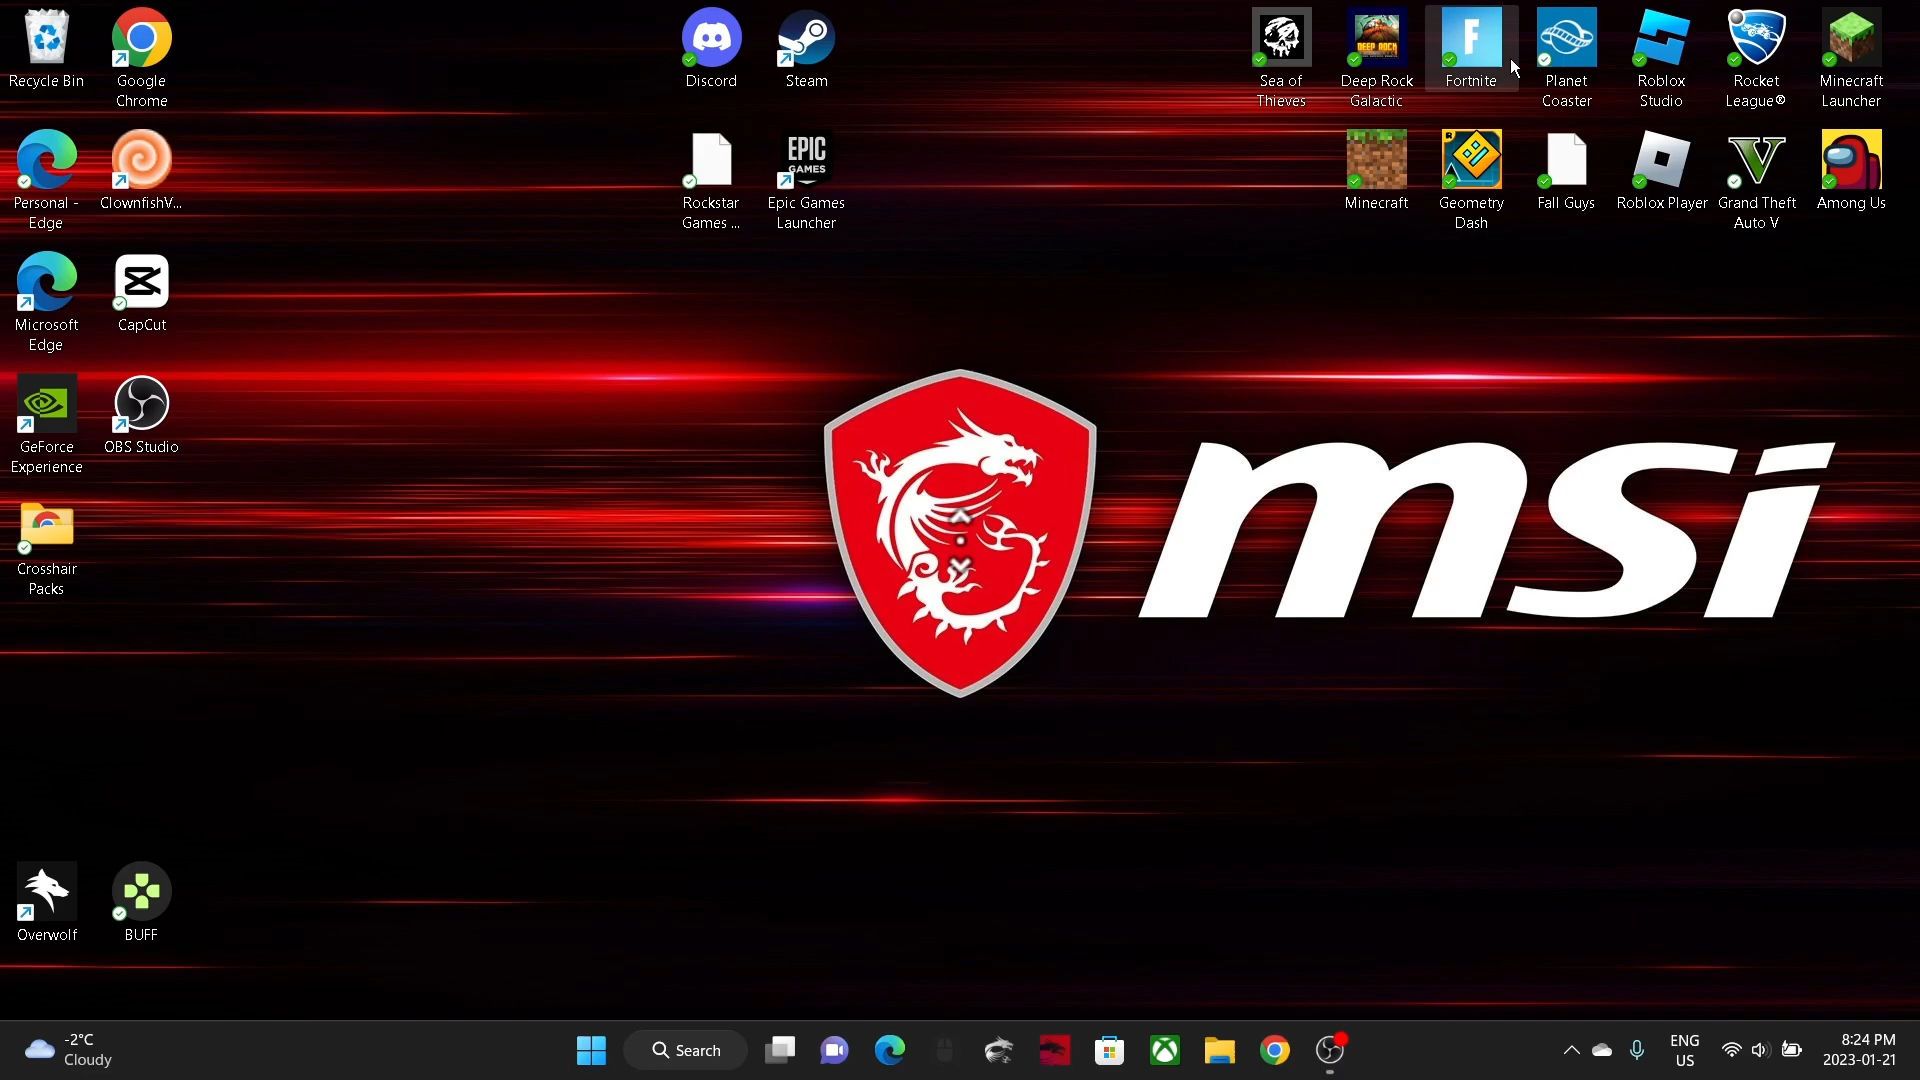 Recycle Bin
Google
Chrome
Discord
Steam
Sea of
Thieves
DEEP ROCK
Deep Rock
Galactic
F
Fortnite
Planet
Coaster
Roblox
Studio
Rocket
League®
Minecraft
Launcher
Personal -
Edge
ClownfishV...
Rockstar
Games ...
EPIC
GAMES
Epic Games
Launcher
Minecraft
R
Geometry
Dash
Fall Guys
Roblox Player
V
Grand Theft
Auto V
Among Us
Microsoft
Edge
CapCut
GeForce
Experience
OBS Studio
Crosshair
Packs
msi
Overwolf
BUFF
-2°C
Cloudy
Search
ENG
US
8:24 PM
2023-01-21